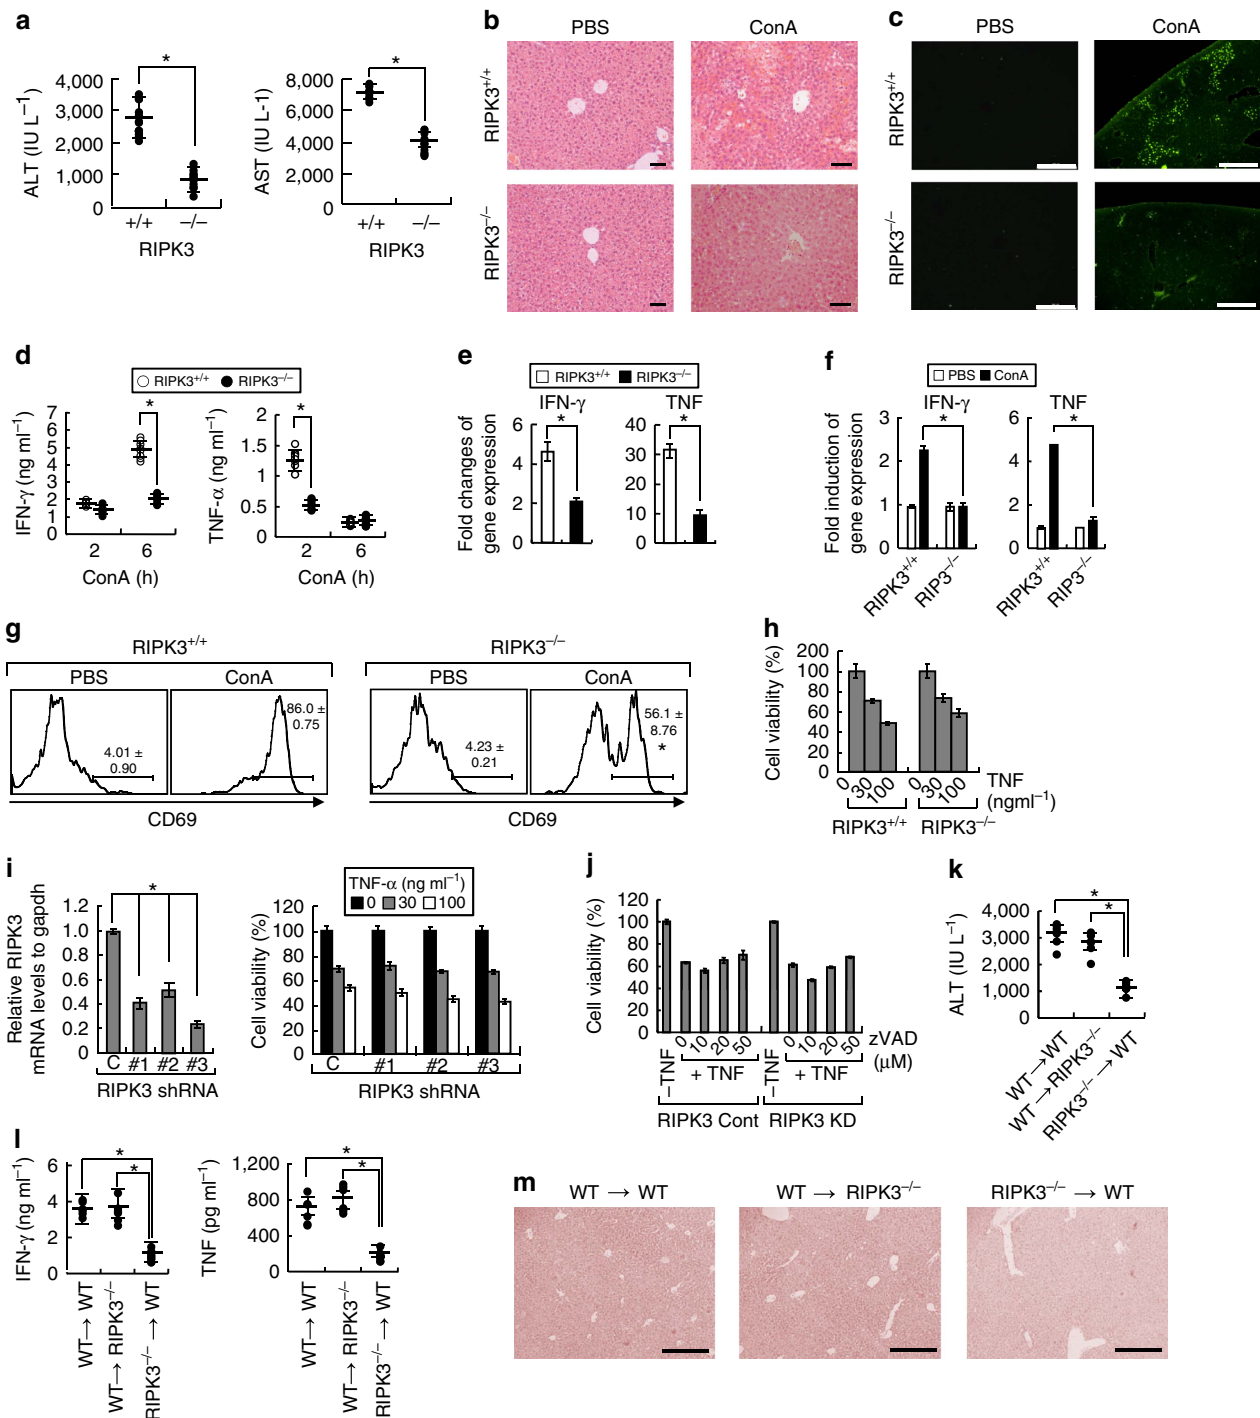 a
ALT (IU L⁻¹)
4,000
3,000
2,000
1,000
0
+/+ −/−
RIPK3
*
AST (IU L-1)
8,000
6,000
4,000
2,000
0
+/+ −/−
RIPK3
*
b
PBS ConA
RIPK3⁺/⁺
RIPK3⁻/⁻
c
PBS ConA
RIPK3⁺/⁺
RIPK3⁻/⁻
d
RIPK3⁺/⁺ RIPK3⁻/⁻
IFN-γ (ng ml⁻¹)
7
6
5
4
3
2
1
0
*
2 6
ConA (h)
TNF-α (ng ml⁻¹)
2
1.5
1
0.5
0
*
2 6
ConA (h)
e
RIPK3⁺/⁺ RIPK3⁻/⁻
Fold changes of
gene expression
IFN-γ
*
6
4
2
0
TNF
*
40
30
20
10
0
f
PBS ConA
Fold induction of
gene expression
IFN-γ
*
3
2
1
0
RIPK3⁺/⁺ RIP3⁻/⁻
TNF
*
6
4
2
0
RIPK3⁺/⁺ RIP3⁻/⁻
g
RIPK3⁺/⁺ RIPK3⁻/⁻
PBS ConA PBS ConA
4.01 ±
0.90
86.0 ±
0.75
4.23 ±
0.21
56.1 ±
8.76
*
CD69 CD69
h
Cell viability (%)
200
100
80
60
40
20
0
0 30 100 0 30 100 TNF
(ngml⁻¹)
RIPK3⁺/⁺ RIPK3⁻/⁻
i
Relative RIPK3
mRNA levels to gapdh
1.2
1.0
0.8
0.6
0.4
0.2
0
*
C #1 #2 #3
RIPK3 shRNA
TNF-α (ng ml⁻¹)
0 30 100
Cell viability (%)
120
100
80
60
40
20
0
C #1 #2 #3
RIPK3 shRNA
j
Cell viability (%)
120
100
80
60
40
20
0
−TNF 0 10 20 50 −TNF 0 10 20 50 zVAD
(μM)
+ TNF + TNF
RIPK3 Cont RIPK3 KD
k
ALT (IU L⁻¹)
4,000
3,000
2,000
1,000
0
*
*
WT→WT
WT→RIPK3⁻/⁻
RIPK3⁻/⁻→WT
l
IFN-γ (ng ml⁻¹)
6
4
2
0
*
*
WT→ WT
WT→ RIPK3⁻/⁻
RIPK3⁻/⁻→ WT
TNF (pg ml⁻¹)
1,200
800
400
0
*
*
WT→ WT
WT→ RIPK3⁻/⁻
RIPK3⁻/⁻→ WT
m
WT → WT
WT → RIPK3⁻/⁻
RIPK3⁻/⁻ → WT